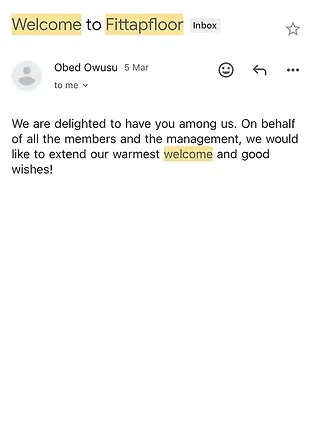 Welcome to Fittapfloor Inbox
Obed Owusu 5 Mar
to me
We are delighted to have you among us. On behalf
of all the members and the management, we would
like to extend our warmest welcome and good
wishes!